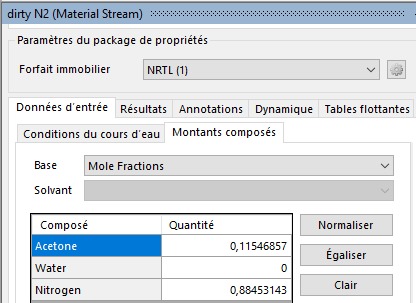 dirty N2 (Material Stream)
Paramètres du package de propriétés
Forfait immobilier NRTL (1)
Données d'entrée Résultats Annotations Dynamique Tables flottantes
Conditions du cours d'eau Montants composés
Base Mole Fractions
Solvant
Composé Quantité Normaliser
Acetone 0,11546857
Water 0 Égaliser
Nitrogen 0,88453143 Clair